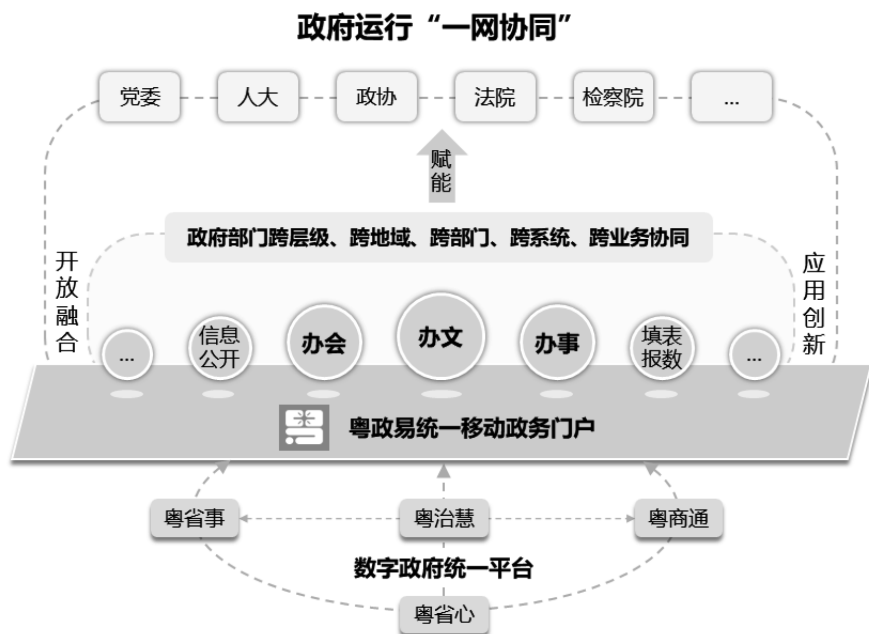 政府运行“一网协同”
党委
人大
政协
法院
检察院
...
赋能
政府部门跨层级、跨地域、跨部门、跨系统、跨业务协同
开放融合
应用创新
...
信息
公开
办会
办文
办事
填表
报数
...
粤政易统一移动政务门户
粤省事
粤治慧
粤商通
数字政府统一平台
粤省心